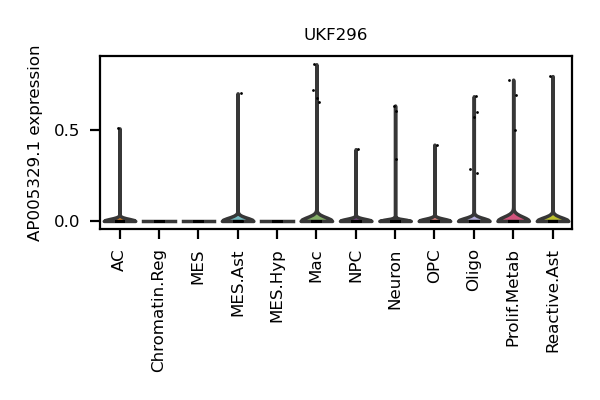 UKF296
AP005329.1 expression
0.5
0.0
AC
Chromatin.Reg
MES
MES.Ast
MES.Hyp
Mac
NPC
Neuron
OPC
Oligo
Prolif.Metab
Reactive.Ast